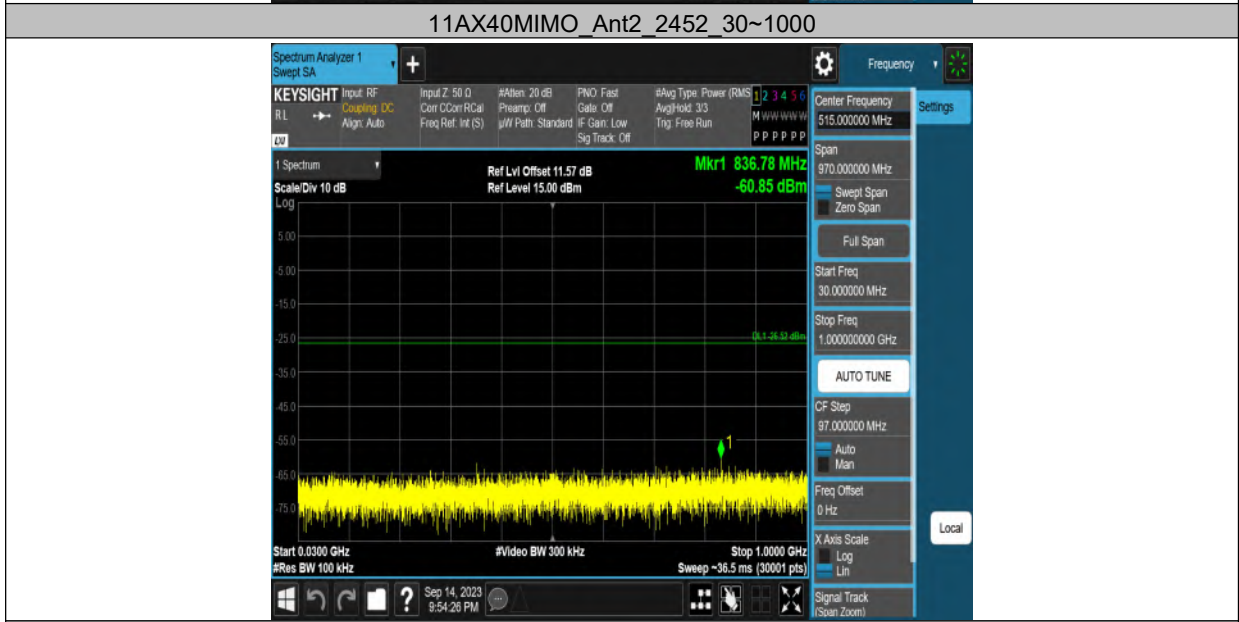 11AX40MIMO_Ant2_2452_30~1000
Spectrum Analyzer 1
Swept SA
+
Frequency
KEYSIGHT
Input: RF
Coupling: DC
Align: Auto
RL
LXI
Input Z: 50 Ω
Corr CCorr RCal
Freq Ref: Int (S)
#Atten: 20 dB
Preamp: Off
µW Path: Standard
PNO: Fast
Gate: Off
IF Gain: Low
Sig Track: Off
#Avg Type: Power (RMS
Avg|Hold: 3/3
Trig: Free Run
1 2 3 4 5 6
M W W W W W
P P P P P P
Settings
Center Frequency
515.000000 MHz
Span
970.000000 MHz
Swept Span
Zero Span
Full Span
Start Freq
30.000000 MHz
Stop Freq
1.000000000 GHz
AUTO TUNE
CF Step
97.000000 MHz
Auto
Man
Freq Offset
0 Hz
X Axis Scale
Log
Lin
Signal Track
(Span Zoom)
Local
1 Spectrum
Scale/Div 10 dB
Log
Ref Lvl Offset 11.57 dB
Ref Level 15.00 dBm
Mkr1 836.78 MHz
-60.85 dBm
5.00
-5.00
-15.0
-25.0
DL1 -26.52 dBm
-35.0
-45.0
-55.0
1
-65.0
-75.0
Start 0.0300 GHz
#Res BW 100 kHz
#Video BW 300 kHz
Stop 1.0000 GHz
Sweep ~36.5 ms (30001 pts)
?
Sep 14, 2023
9:54:26 PM